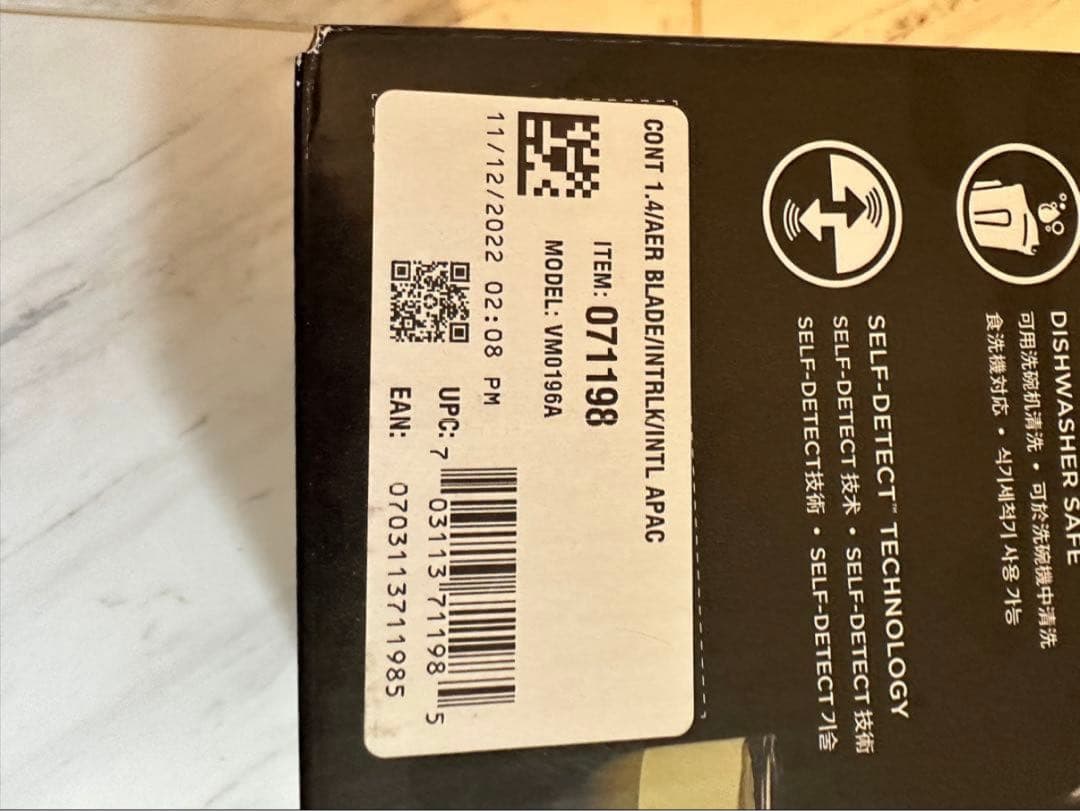 DISHWASHER SAFE
可用洗碗机清洗 • 可於洗碗機中清洗
食洗機対応 • 식기세척기 사용 가능
SELF-DETECT™ TECHNOLOGY
SELF-DETECT 技术 • SELF-DETECT 技術
SELF-DETECT技術 • SELF-DETECT 기술
CONT 1.4/AER BLADE/INTRLK/INTL APAC
ITEM: 071198
MODEL: VM0196A
11/12/2022 02:08 PM
UPC: 7 03113 71198 5
EAN: 0703113711985